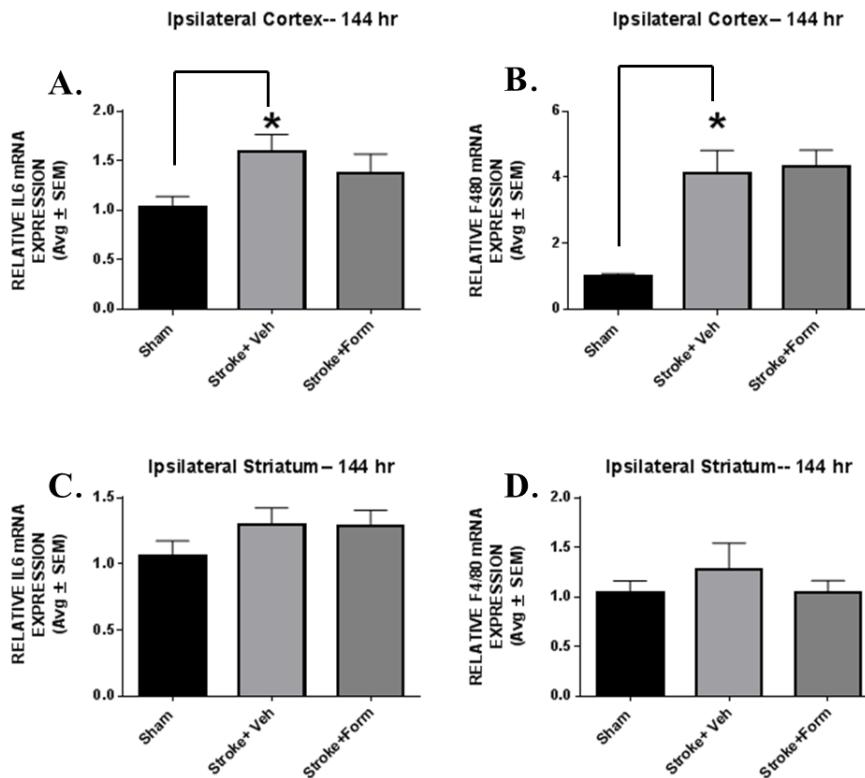 Ipsilateral Cortex-- 144 hr
A.
RELATIVE IL6 mRNA
EXPRESSION
(Avg ± SEM)
2.0
1.5
1.0
0.5
0.0
*
Sham
Stroke+ Veh
Stroke+Form
Ipsilateral Cortex– 144 hr
B.
RELATIVE F480 mRNA
EXPRESSION
(Avg ± SEM)
6
4
2
0
*
Sham
Stroke+ Veh
Stroke+Form
Ipsilateral Striatum– 144 hr
C.
RELATIVE IL6 mRNA
EXPRESSION
(Avg ± SEM)
1.5
1.0
0.5
0.0
Sham
Stroke+ Veh
Stroke+Form
Ipsilateral Striatum-- 144 hr
D.
RELATIVE F4/80 mRNA
EXPRESSION
(Avg ± SEM)
2.0
1.5
1.0
0.5
0.0
Sham
Stroke+ Veh
Stroke+Form